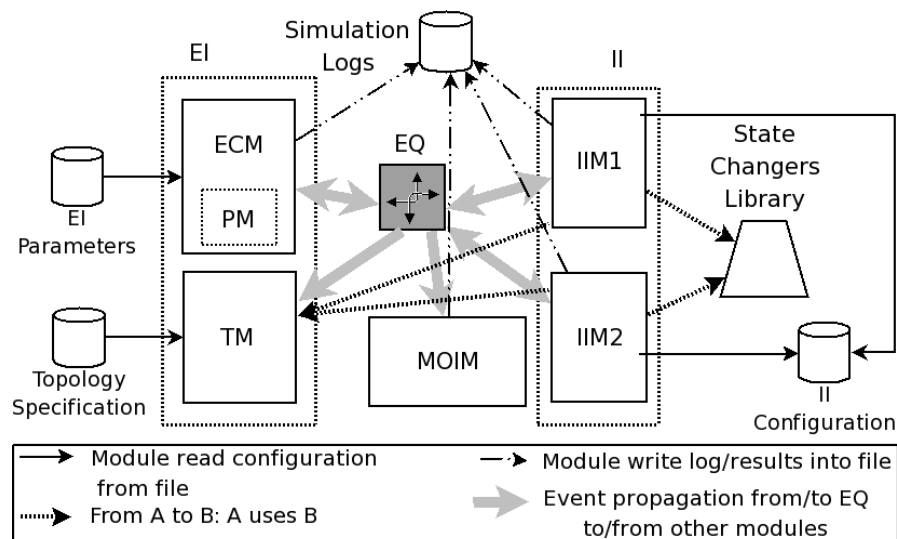 Simulation
Logs
EI
II
ECM
PM
EQ
IIM1
State
Changers
Library
EI
Parameters
TM
MOIM
IIM2
Topology
Specification
II
Configuration
Module read configuration
from file
From A to B: A uses B
Module write log/results into file
Event propagation from/to EQ
to/from other modules